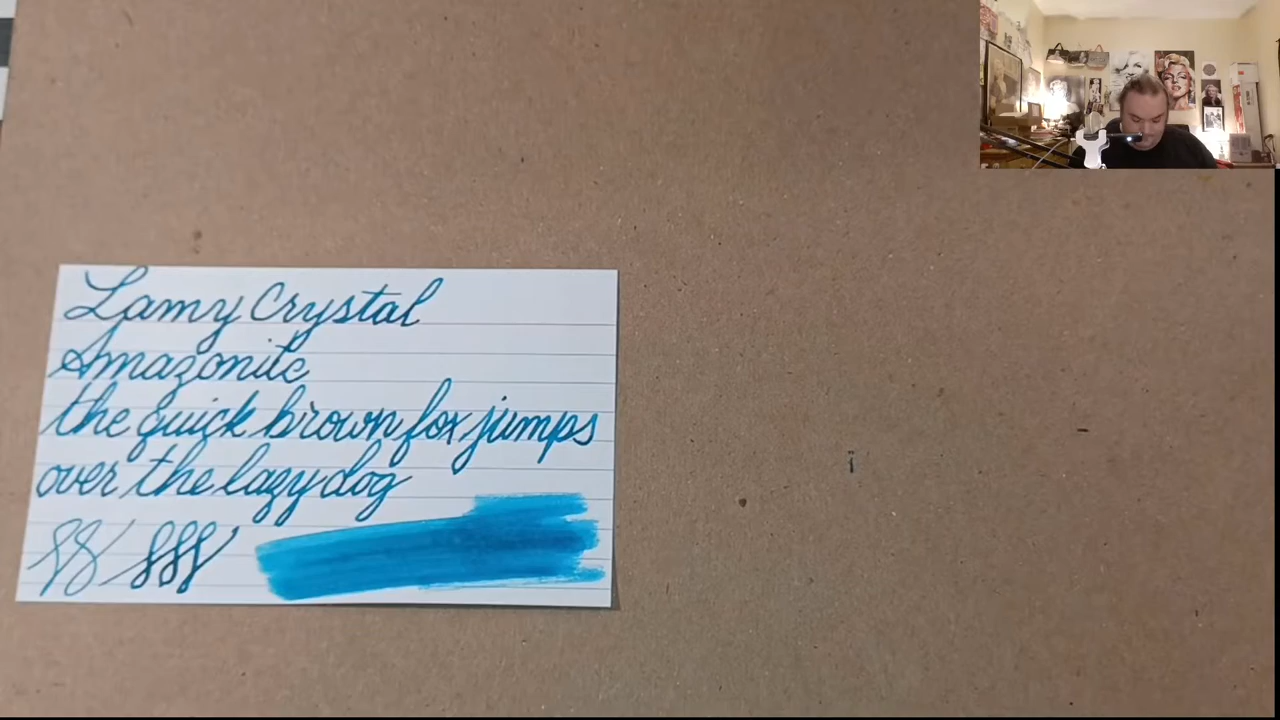 Lamy Crystal
Amazonite
the quick brown fox jumps
over the lazy dog